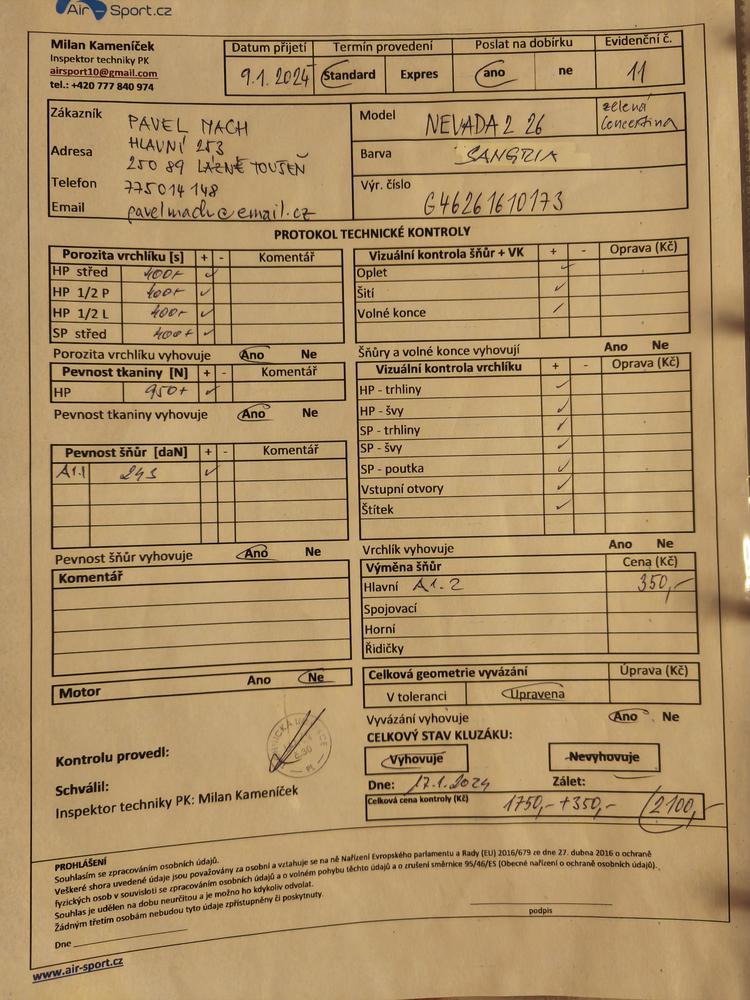 Air - Sport.cz
Milan Kameníček
Inspektor techniky PK
airsport10@gmail.com
tel.: +420 777 840 974
Datum přijetí Termín provedení Poslat na dobírku Evidenční č.
9.1. 2024 Standard Expres ano ne 11
Zákazník PAVEL MACH
Adresa HLAVNÍ 253
250 89 LÁZNĚ TOUŠEŇ
Telefon 775014148
Email pavelmach@email.cz
Model NEVADA 2 26 zelená concertina
Barva SANGRIA
Výr. číslo G46261610173
PROTOKOL TECHNICKÉ KONTROLY
Porozita vrchlíku [s] + - Komentář
HP střed 400+ ✓
HP 1/2 P 400+ ✓
HP 1/2 L 400+ ✓
SP střed 400+ ✓
Porozita vrchlíku vyhovuje Ano Ne
Pevnost tkaniny [N] + - Komentář
HP 950+ ✓
Pevnost tkaniny vyhovuje Ano Ne
Pevnost šňůr [daN] + - Komentář
A1.1 243 ✓
Pevnost šňůr vyhovuje Ano Ne
Komentář
Motor Ano Ne
Vizuální kontrola šňůr + VK + - Oprava (Kč)
Oplet ✓
Šití ✓
Volné konce ✓
Šňůry a volné konce vyhovují Ano Ne
Vizuální kontrola vrchlíku + - Oprava (Kč)
HP - trhliny ✓
HP - švy ✓
SP - trhliny ✓
SP - švy ✓
SP - poutka ✓
Vstupní otvory ✓
Štítek ✓
Vrchlík vyhovuje Ano Ne
Výměna šňůr Cena (Kč)
Hlavní A1.2 350,-
Spojovací
Horní
Řidičky
Celková geometrie vyvázání Úprava (Kč)
V toleranci Upravena
Vyvázání vyhovuje Ano Ne
CELKOVÝ STAV KLUZÁKU:
Vyhovuje Nevyhovuje
Dne: 17.1.2024 Zálet:
Celková cena kontroly (Kč) 1750,- +350,- 2100,-
Kontrolu provedl:
Schválil:
Inspektor techniky PK: Milan Kameníček
PROHLÁŠENÍ
Souhlasím se zpracováním osobních údajů.
Veškeré shora uvedené údaje jsou považovány za osobní a vztahuje se na ně Nařízení Evropského parlamentu a Rady (EU) 2016/679 ze dne 27. dubna 2016 o ochraně
fyzických osob v souvisloti se zpracováním osobních údajů a o volném pohybu těchto údajů a o zrušení směrnice 95/46/ES (Obecné nařízení o ochraně osobních údajů).
Souhlas je udělen na dobu neurčitou a je možno ho kdykoliv odvolat.
Žádným třetím osobám nebudou tyto údaje zpřístupněny či poskytnuty.
Dne
podpis
www.air-sport.cz